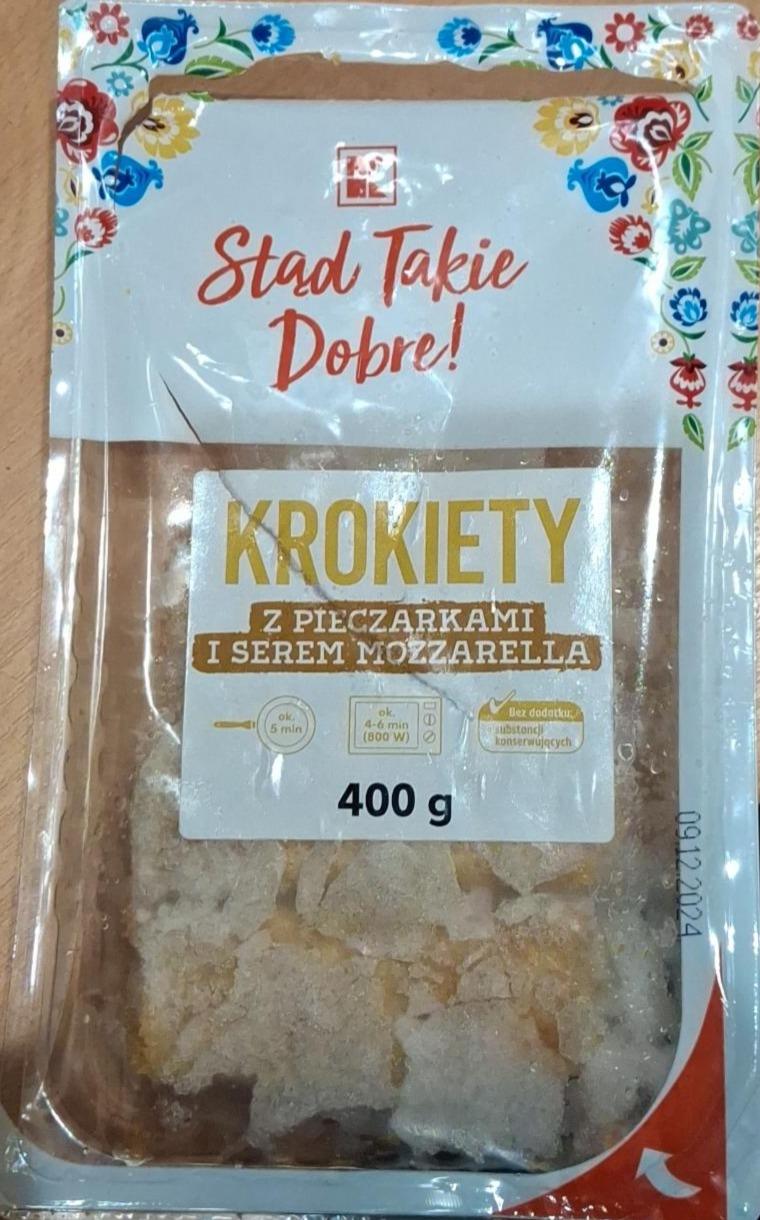 Stąd Takie
Dobre!
KROKIETY
Z PIECZARKAMI
I SEREM MOZZARELLA
ok.
5 min
ok.
4-6 min
(800 W)
Bez dodatku
substancji
konserwujących
400 g
09.12.2024